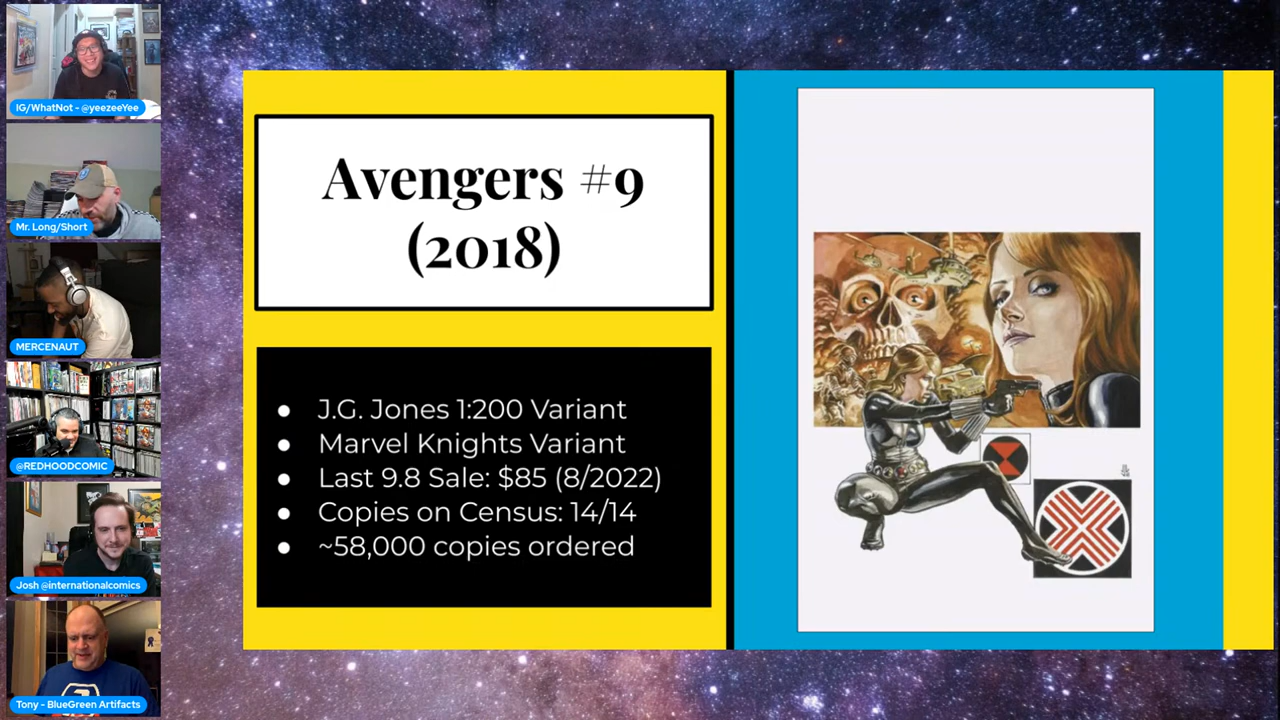 IG/WhatNot - @yeezeeYee
Mr. Long/Short
MERCENAUT
@REDHOODCOMIC
Josh @internationalcomics
Tony - BlueGreen Artifacts
Avengers #9
(2018)
● J.G. Jones 1:200 Variant
● Marvel Knights Variant
● Last 9.8 Sale: $85 (8/2022)
● Copies on Census: 14/14
● ~58,000 copies ordered